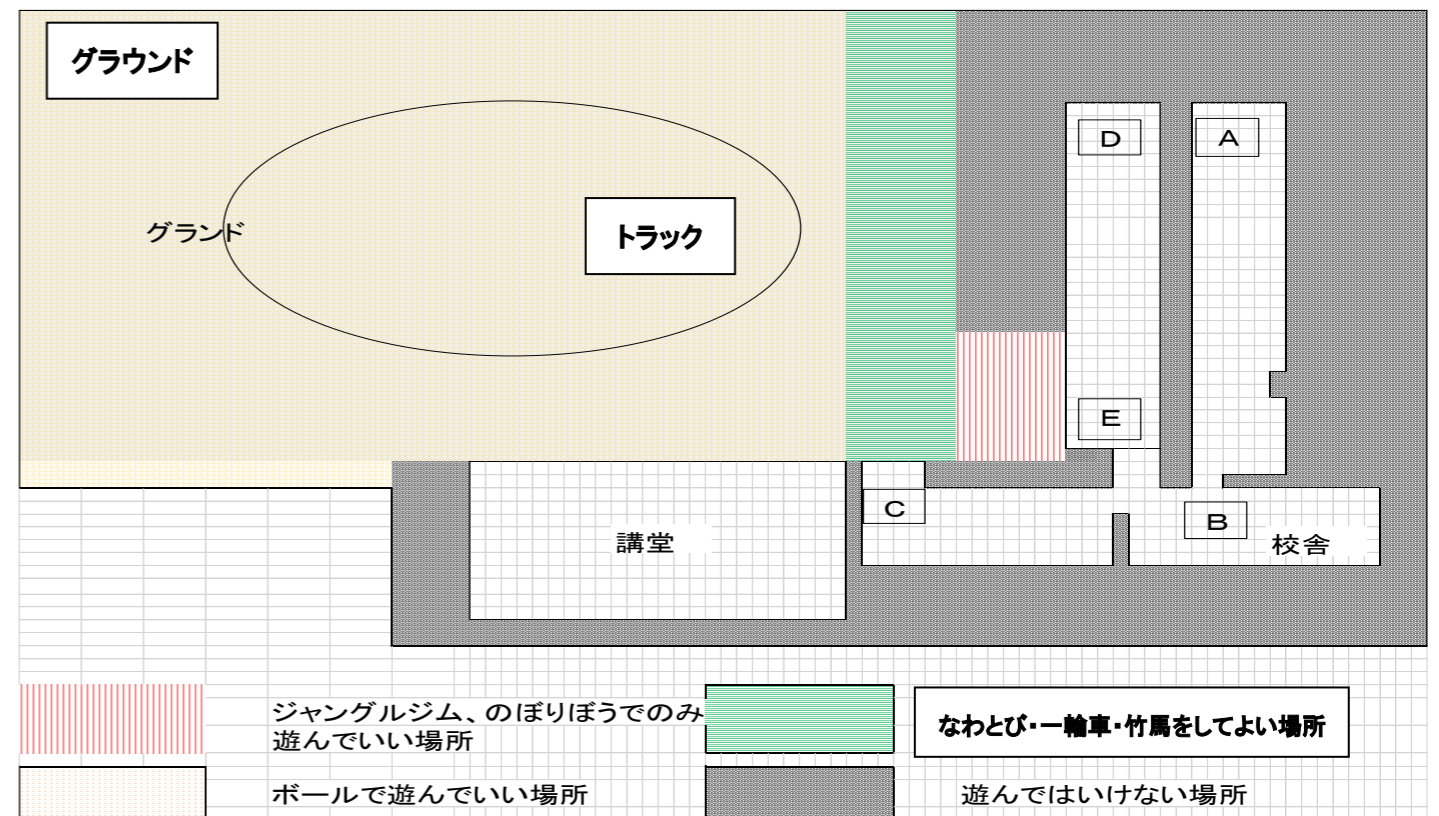 グラウンド
D
A
グランド
トラック
E
C
B
講堂
校舎
ジャングルジム、のぼりぼうでのみ
遊んでいい場所
なわとび・一輪車・竹馬をしてよい場所
ボールで遊んでいい場所
遊んではいけない場所